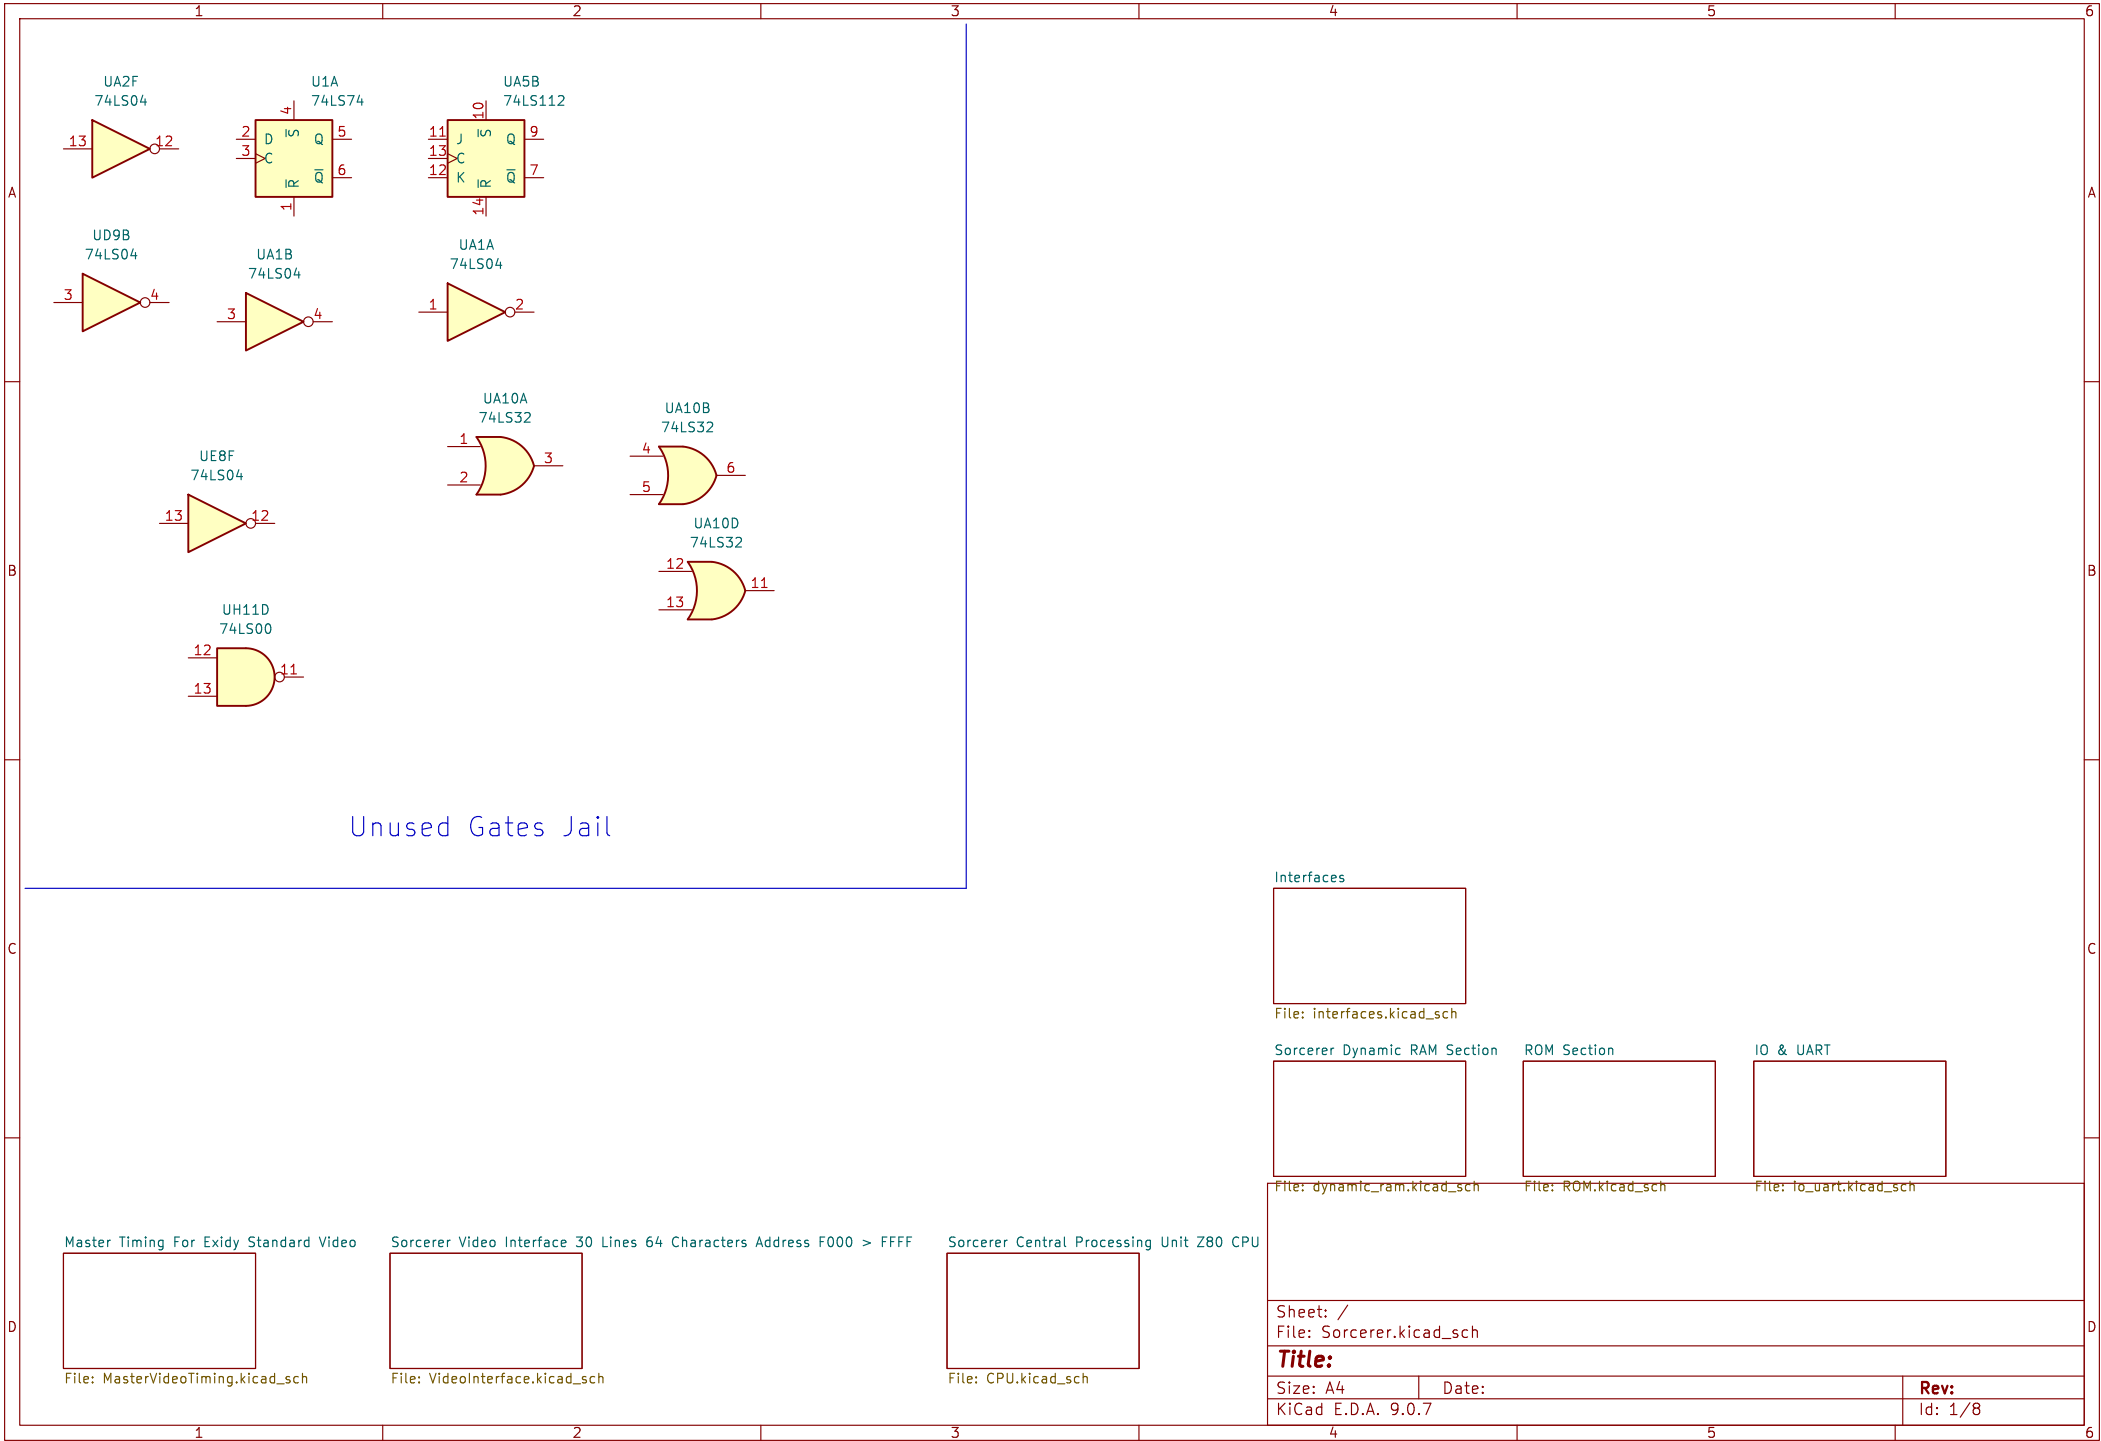 1 2 3 4 5 6
UA2F
74LS04
13 12
U1A
74LS74
4
2 D S Q 5
3 C
R Q 6
1
UA5B
74LS112
10
11 J S Q 9
13 C
12 K R Q 7
14
A A
UD9B
74LS04
3 4
UA1B
74LS04
3 4
UA1A
74LS04
1 2
UA10A
74LS32
1
2
3
UA10B
74LS32
4
5
6
UE8F
74LS04
13 12
UA10D
74LS32
12
13
11
B B
UH11D
74LS00
12
13
11
Unused Gates Jail
Interfaces
File: interfaces.kicad_sch
C C
Sorcerer Dynamic RAM Section
File: dynamic_ram.kicad_sch
ROM Section
File: ROM.kicad_sch
IO & UART
File: io_uart.kicad_sch
Master Timing For Exidy Standard Video
File: MasterVideoTiming.kicad_sch
Sorcerer Video Interface 30 Lines 64 Characters Address F000 > FFFF
File: VideoInterface.kicad_sch
Sorcerer Central Processing Unit Z80 CPU
File: CPU.kicad_sch
D D
Sheet: /
File: Sorcerer.kicad_sch
Title:
Size: A4 Date: Rev:
KiCad E.D.A. 9.0.7 Id: 1/8
1 2 3 4 5 6